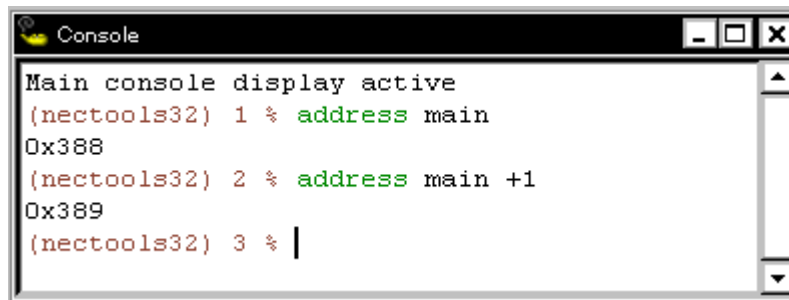 Console
Main console display active
(nectools32) 1 % address main
0x388
(nectools32) 2 % address main +1
0x389
(nectools32) 3 %